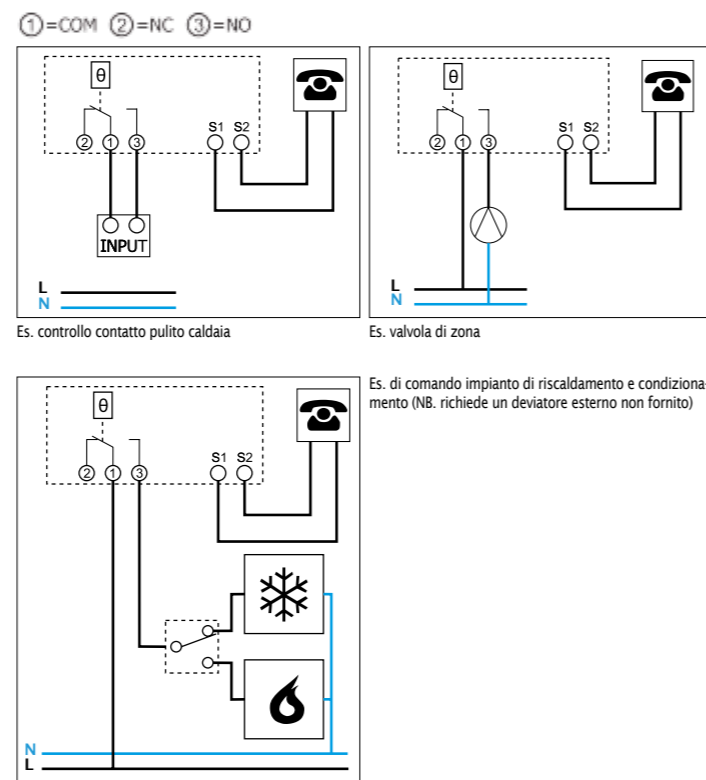 ①=COM ②=NC ③=NO
θ
② ① ③
S1 S2
INPUT
L
N
Es. controllo contatto pulito caldaia
θ
② ① ③
S1 S2
L
N
Es. valvola di zona
θ
② ① ③
S1 S2
N
L
Es. di comando impianto di riscaldamento e condiziona-
mento (NB. richiede un deviatore esterno non fornito)